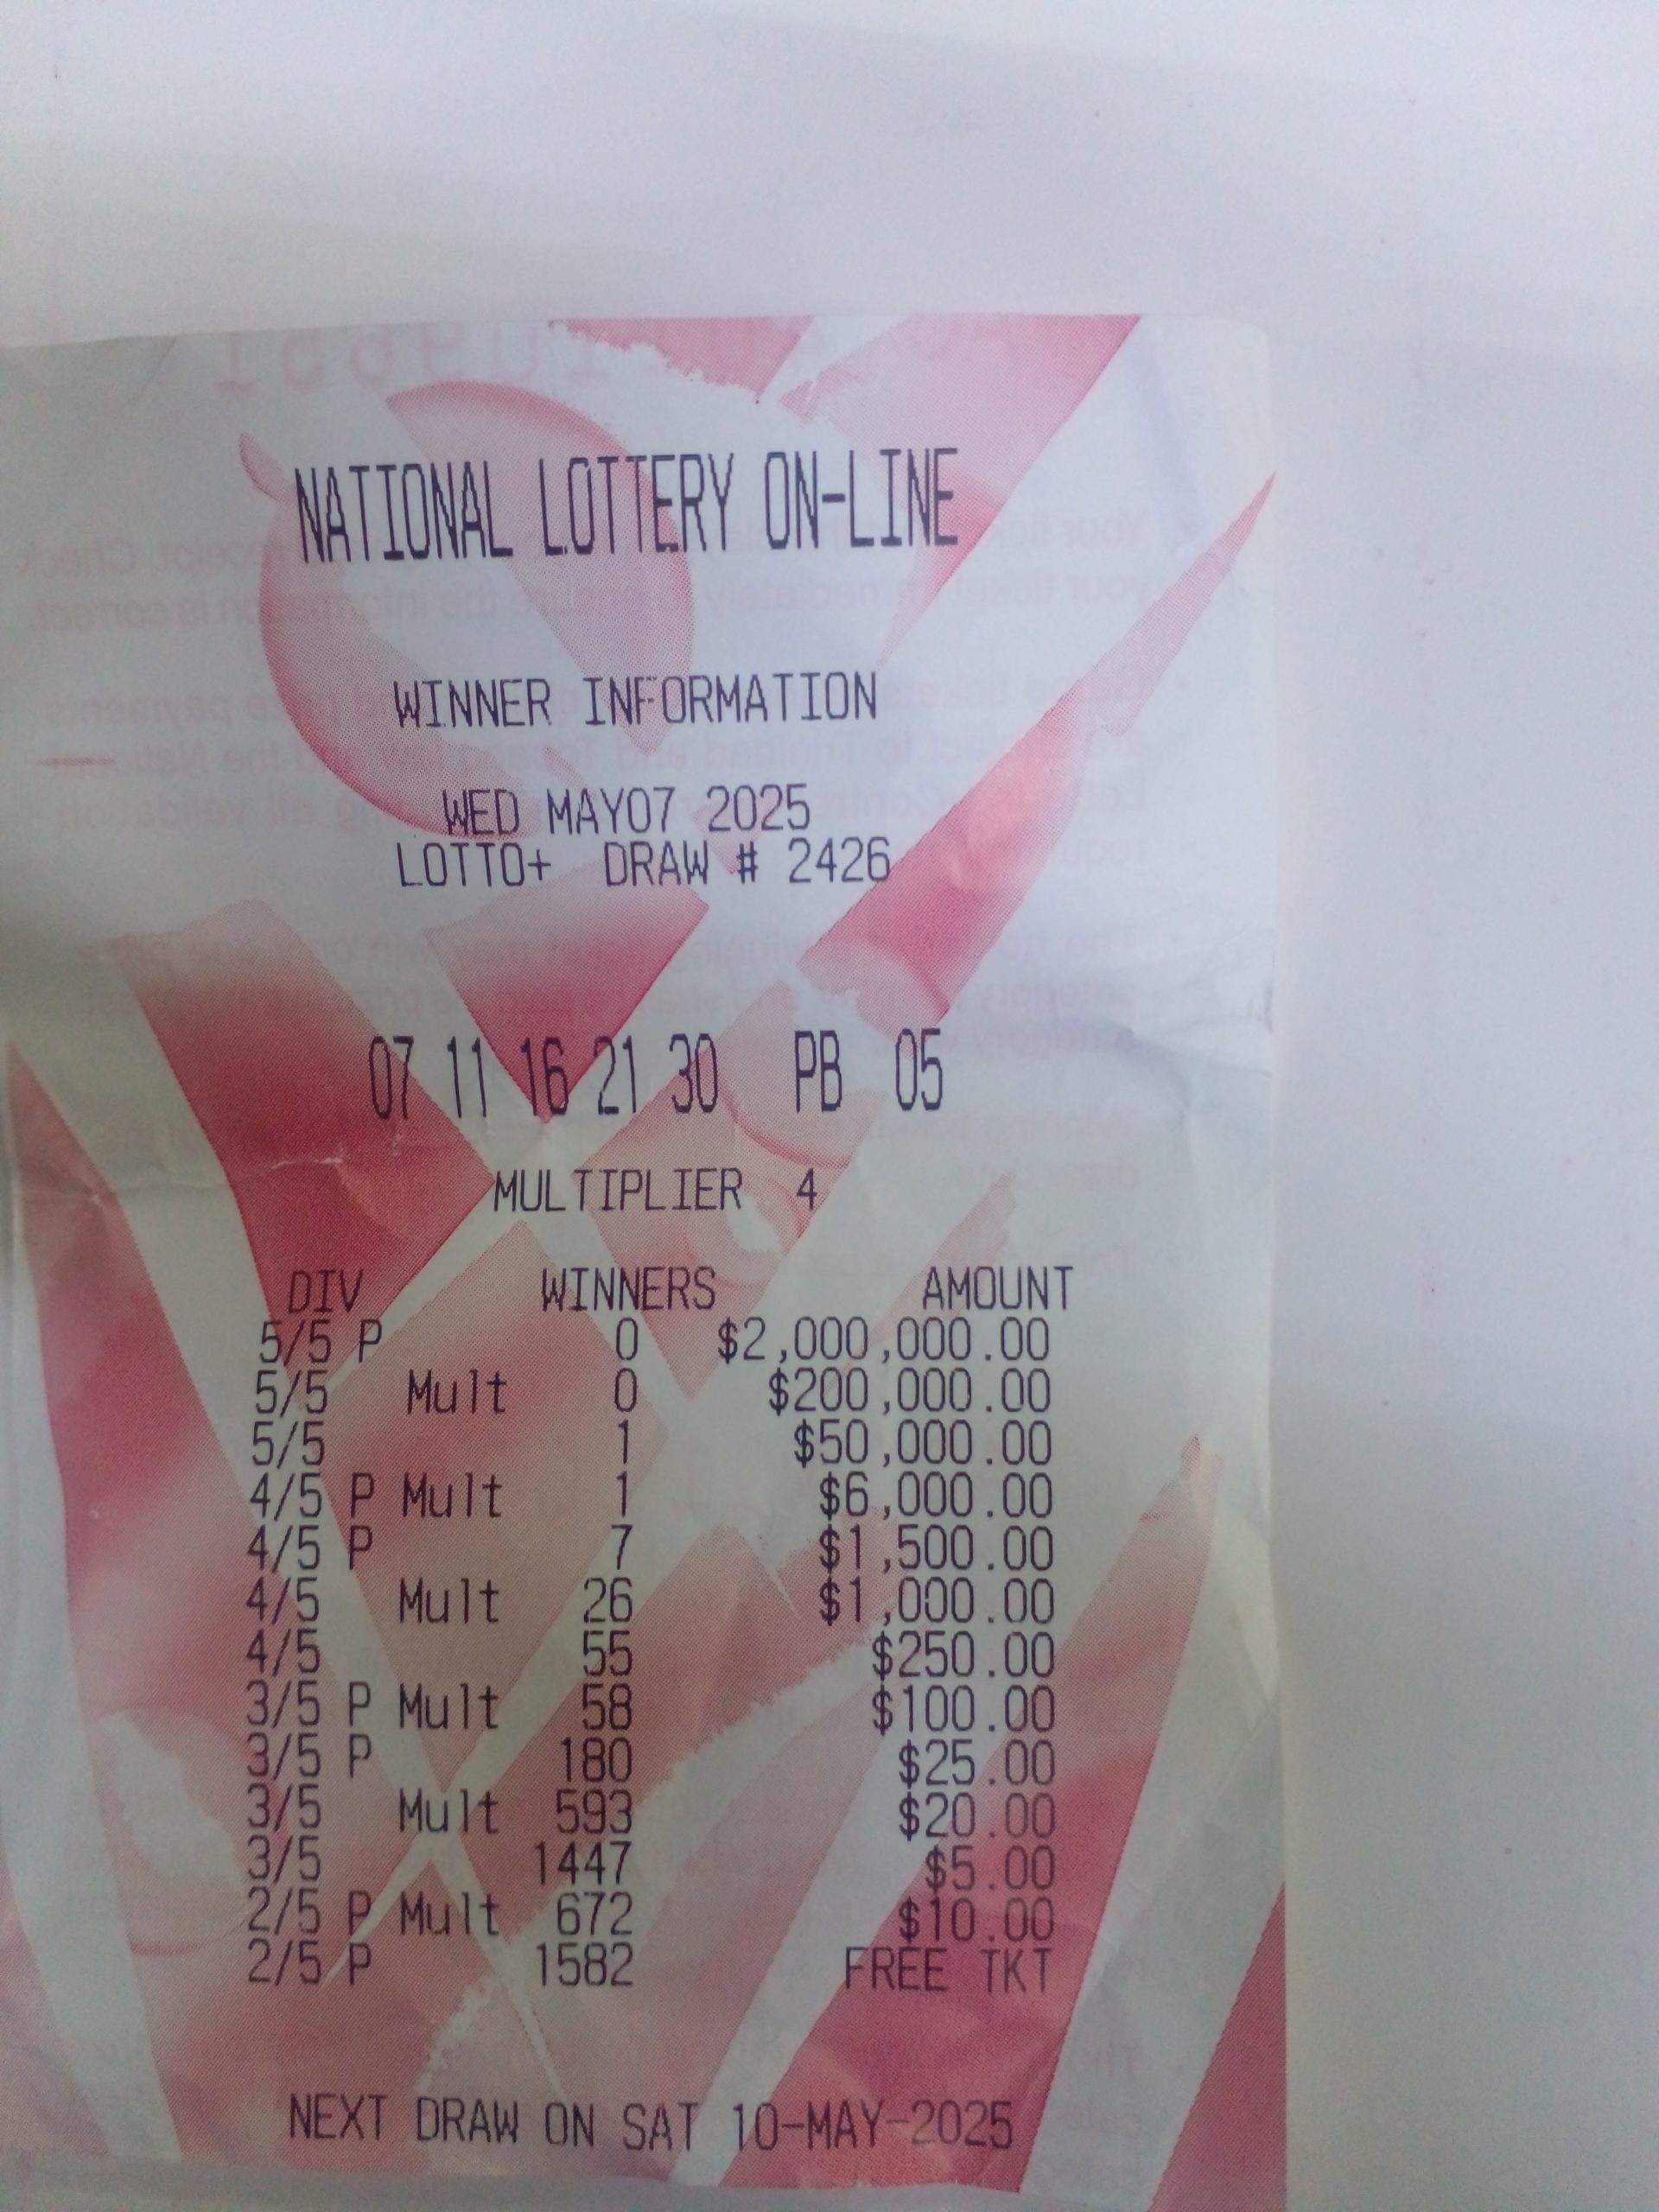 NATIONAL LOTTERY ON-LINE
WINNER INFORMATION
WED MAY07 2025
LOTTO+ DRAW # 2426
07 11 16 21 30 PB 05
MULTIPLIER 4
DIV WINNERS AMOUNT
5/5 P 0 $2,000,000.00
5/5 Mult 0 $200,000.00
5/5 1 $50,000.00
4/5 P Mult 1 $6,000.00
4/5 P 7 $1,500.00
4/5 Mult 26 $1,000.00
4/5 55 $250.00
3/5 P Mult 58 $100.00
3/5 P 180 $25.00
3/5 Mult 593 $20.00
3/5 1447 $5.00
2/5 P Mult 672 $10.00
2/5 P 1582 FREE TKT
NEXT DRAW ON SAT 10-MAY-2025